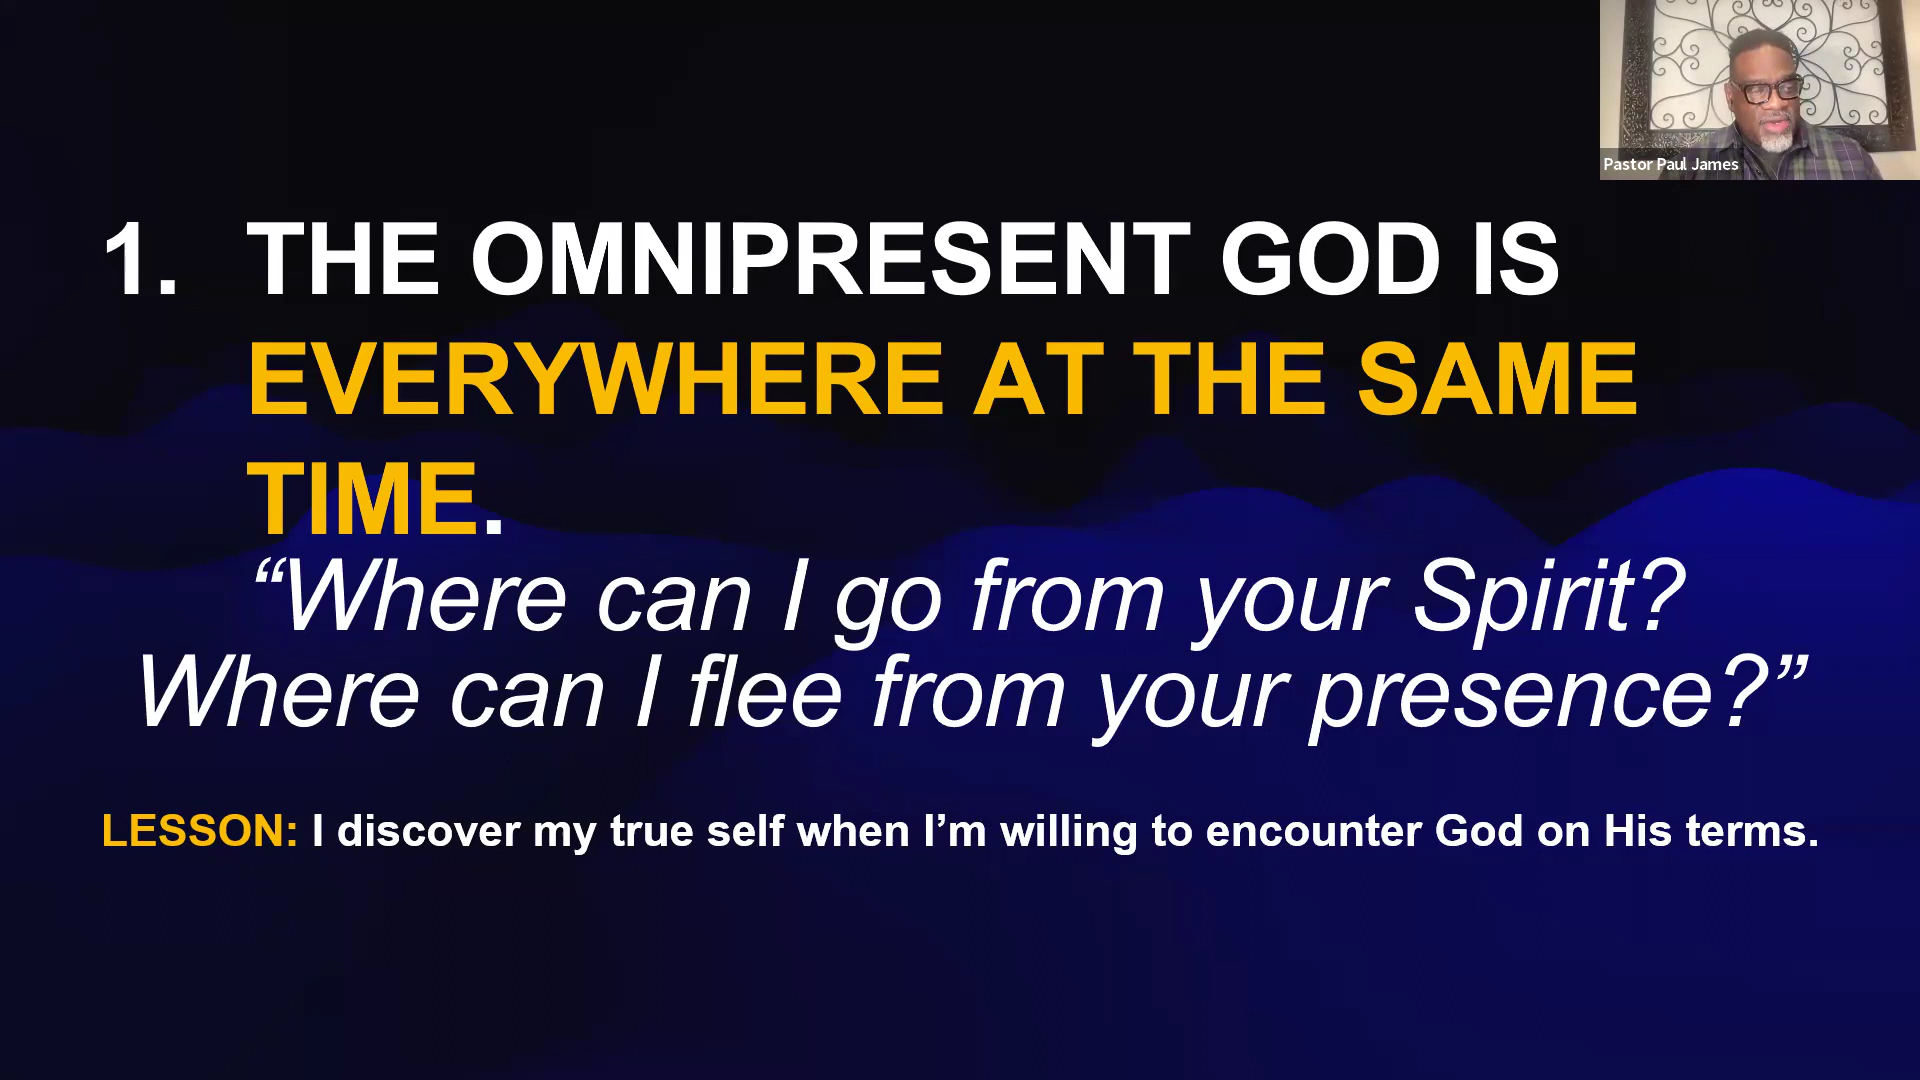 Pastor Paul James
1. THE OMNIPRESENT GOD IS
EVERYWHERE AT THE SAME
TIME.
“Where can I go from your Spirit?
Where can I flee from your presence?”
LESSON: I discover my true self when I’m willing to encounter God on His terms.